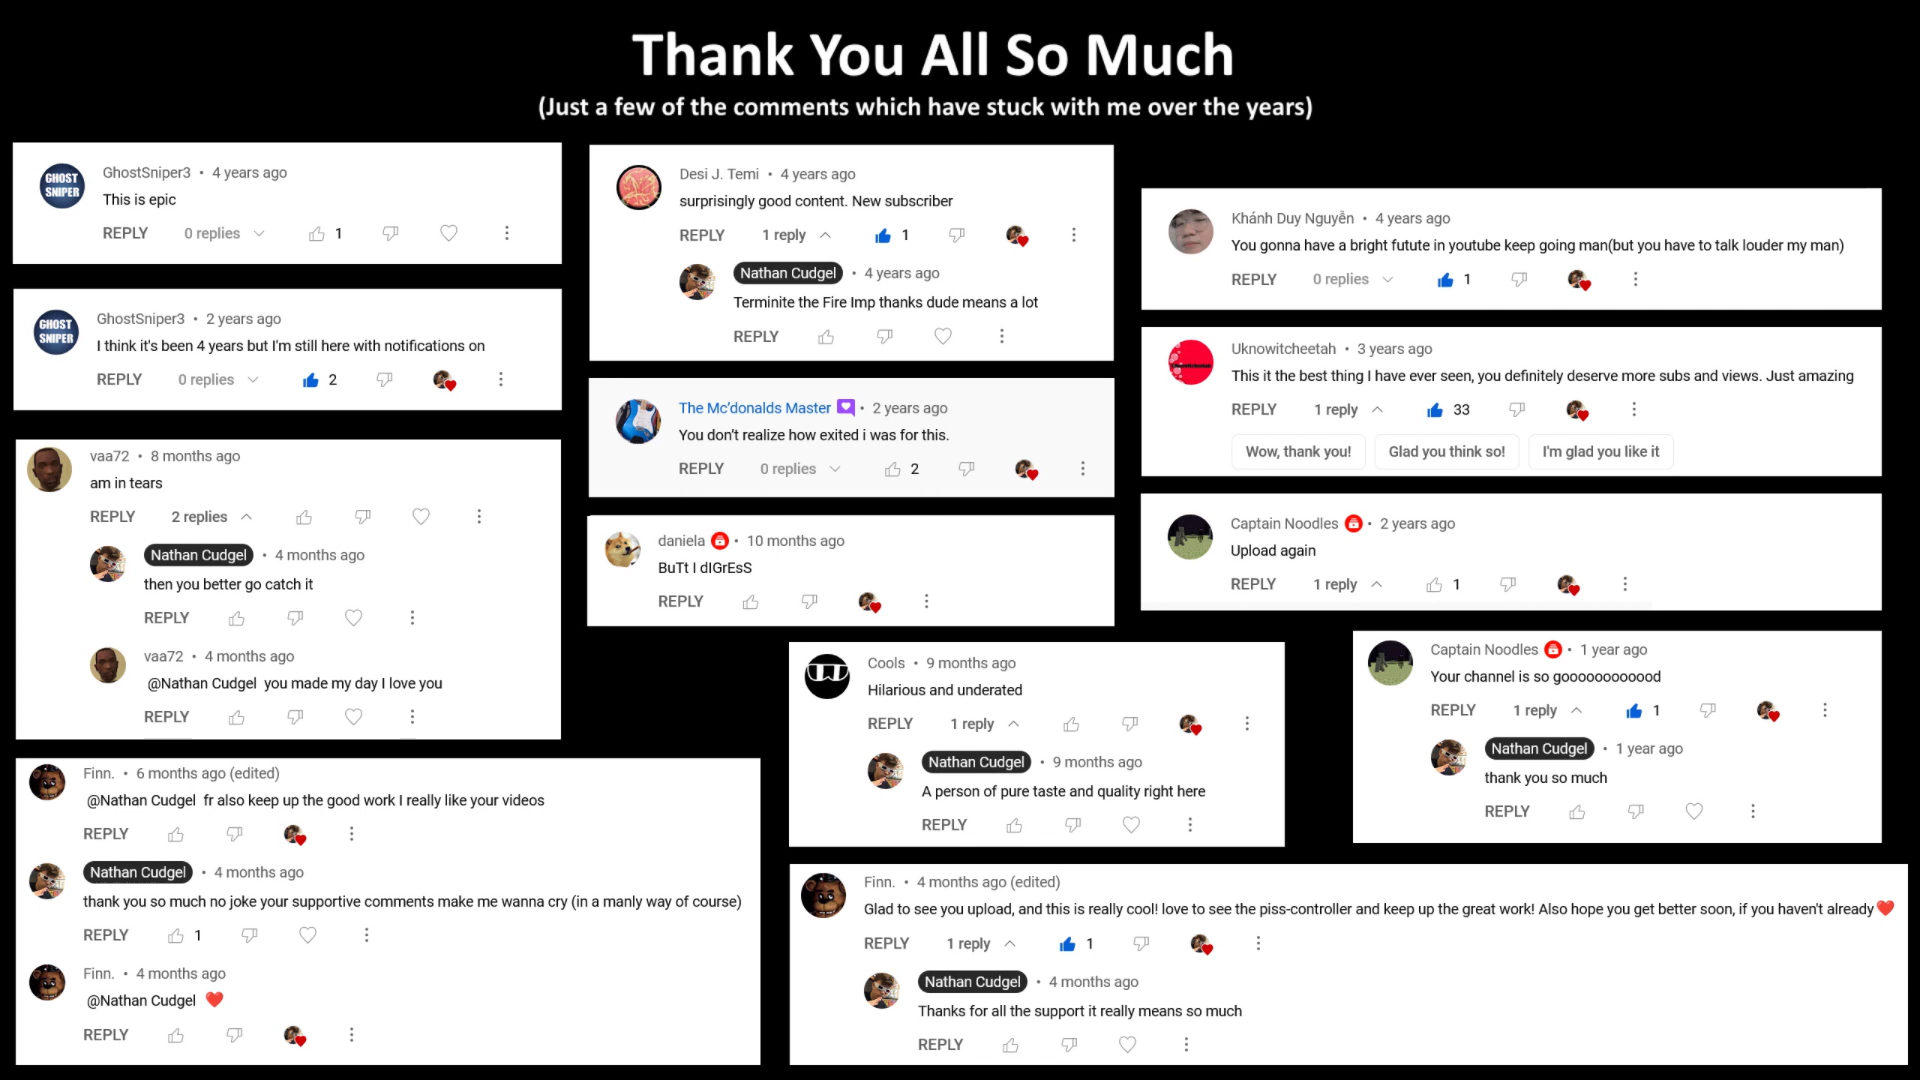 Thank You All So Much
(Just a few of the comments which have stuck with me over the years)
GHOST
SNIPER
GhostSniper3 • 4 years ago
This is epic
REPLY 0 replies 1
GHOST
SNIPER
GhostSniper3 • 2 years ago
I think it's been 4 years but I'm still here with notifications on
REPLY 0 replies 2
vaa72 • 8 months ago
am in tears
REPLY 2 replies
Nathan Cudgel • 4 months ago
then you better go catch it
REPLY
vaa72 • 4 months ago
@Nathan Cudgel you made my day I love you
REPLY
Finn. • 6 months ago (edited)
@Nathan Cudgel fr also keep up the good work I really like your videos
REPLY
Nathan Cudgel • 4 months ago
thank you so much no joke your supportive comments make me wanna cry (in a manly way of course)
REPLY 1
Finn. • 4 months ago
@Nathan Cudgel ❤️
REPLY
Desi J. Temi • 4 years ago
surprisingly good content. New subscriber
REPLY 1 reply 1
Nathan Cudgel • 4 years ago
Terminite the Fire Imp thanks dude means a lot
REPLY
The Mc'donalds Master • 2 years ago
You don't realize how exited i was for this.
REPLY 0 replies 2
daniela • 10 months ago
BuTt I dIGrEsS
REPLY
Cools • 9 months ago
Hilarious and underated
REPLY 1 reply
Nathan Cudgel • 9 months ago
A person of pure taste and quality right here
REPLY
Khánh Duy Nguyễn • 4 years ago
You gonna have a bright futute in youtube keep going man(but you have to talk louder my man)
REPLY 0 replies 1
Uknowitcheetah • 3 years ago
This it the best thing I have ever seen, you definitely deserve more subs and views. Just amazing
REPLY 1 reply 33
Wow, thank you! Glad you think so! I'm glad you like it
Captain Noodles • 2 years ago
Upload again
REPLY 1 reply 1
Captain Noodles • 1 year ago
Your channel is so goooooooooood
REPLY 1 reply 1
Nathan Cudgel • 1 year ago
thank you so much
REPLY
Finn. • 4 months ago (edited)
Glad to see you upload, and this is really cool! love to see the piss-controller and keep up the great work! Also hope you get better soon, if you haven't already ❤️
REPLY 1 reply 1
Nathan Cudgel • 4 months ago
Thanks for all the support it really means so much
REPLY